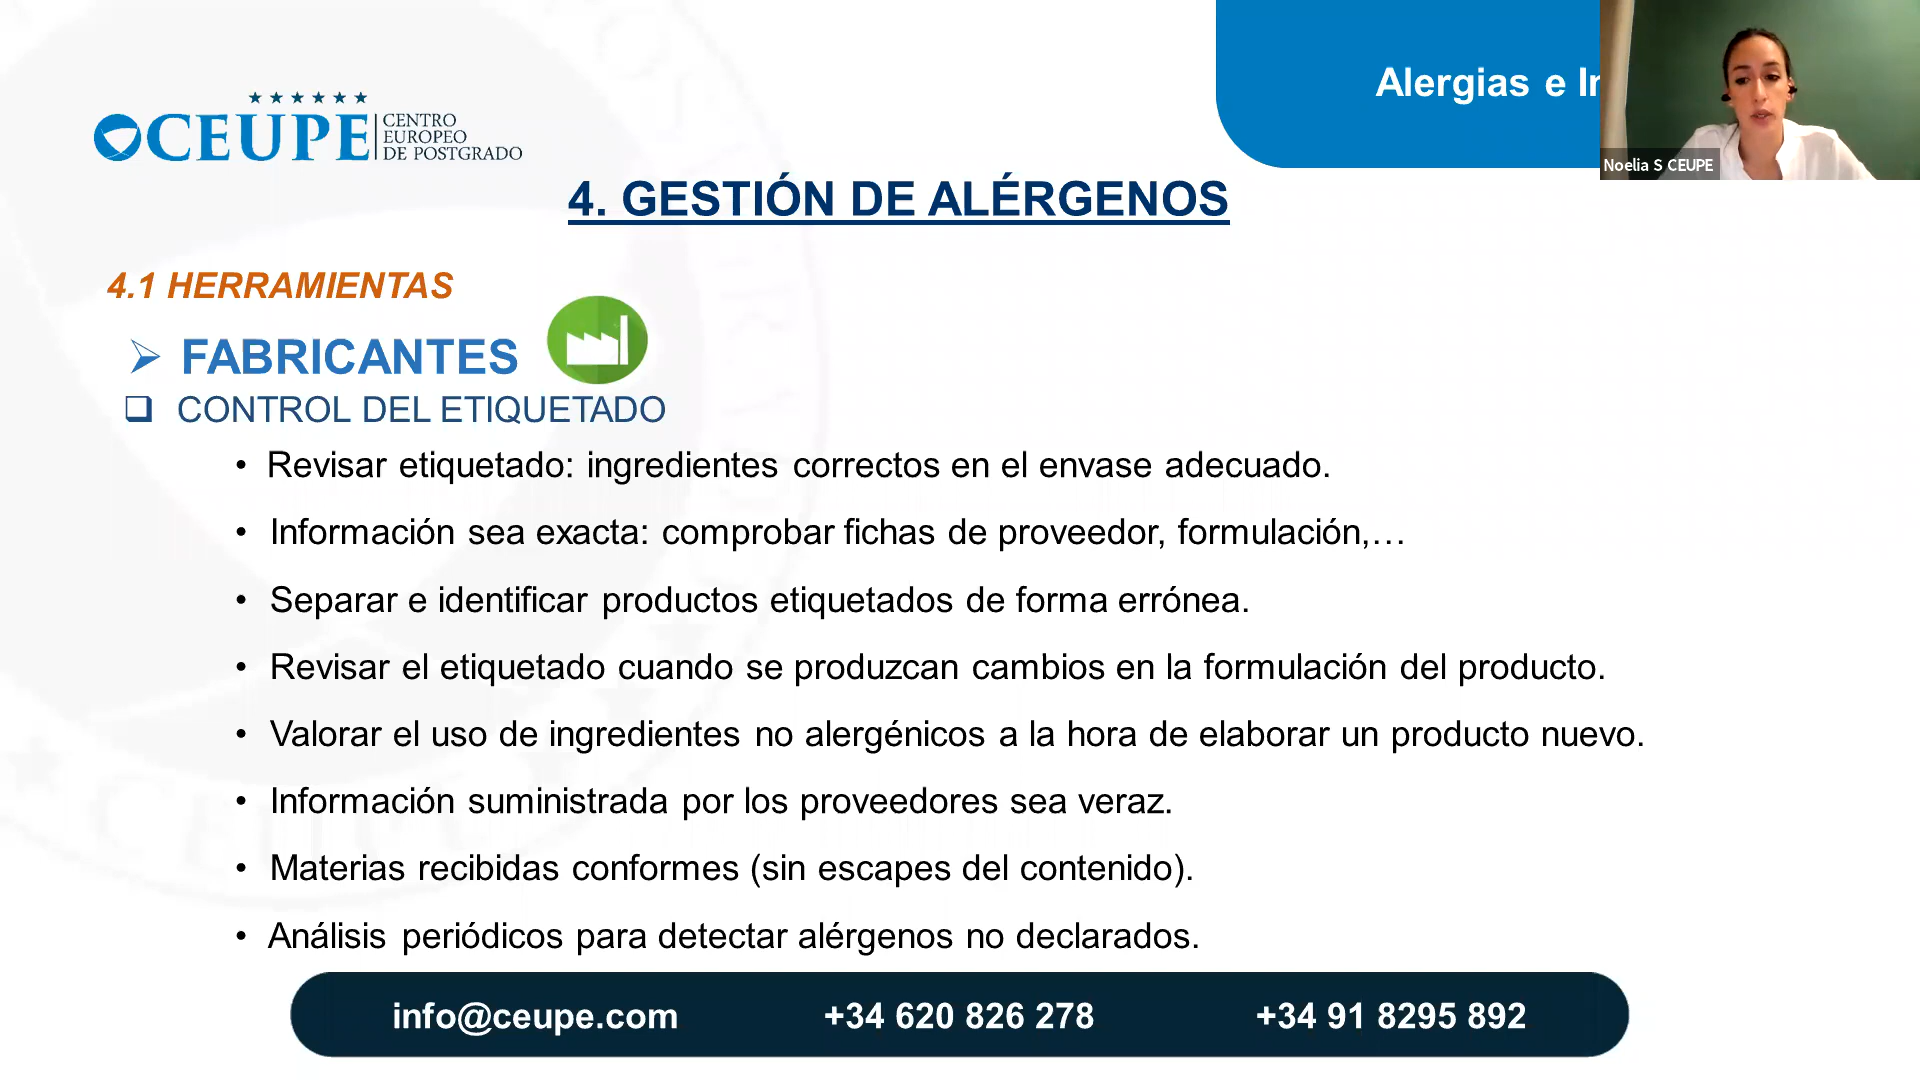 Alergias e In
Noelia S CEUPE
CEUPE
CENTRO
EUROPEO
DE POSTGRADO
4. GESTIÓN DE ALÉRGENOS
4.1 HERRAMIENTAS
➢ FABRICANTES
❑ CONTROL DEL ETIQUETADO
• Revisar etiquetado: ingredientes correctos en el envase adecuado.
• Información sea exacta: comprobar fichas de proveedor, formulación,…
• Separar e identificar productos etiquetados de forma errónea.
• Revisar el etiquetado cuando se produzcan cambios en la formulación del producto.
• Valorar el uso de ingredientes no alergénicos a la hora de elaborar un producto nuevo.
• Información suministrada por los proveedores sea veraz.
• Materias recibidas conformes (sin escapes del contenido).
• Análisis periódicos para detectar alérgenos no declarados.
info@ceupe.com +34 620 826 278 +34 91 8295 892